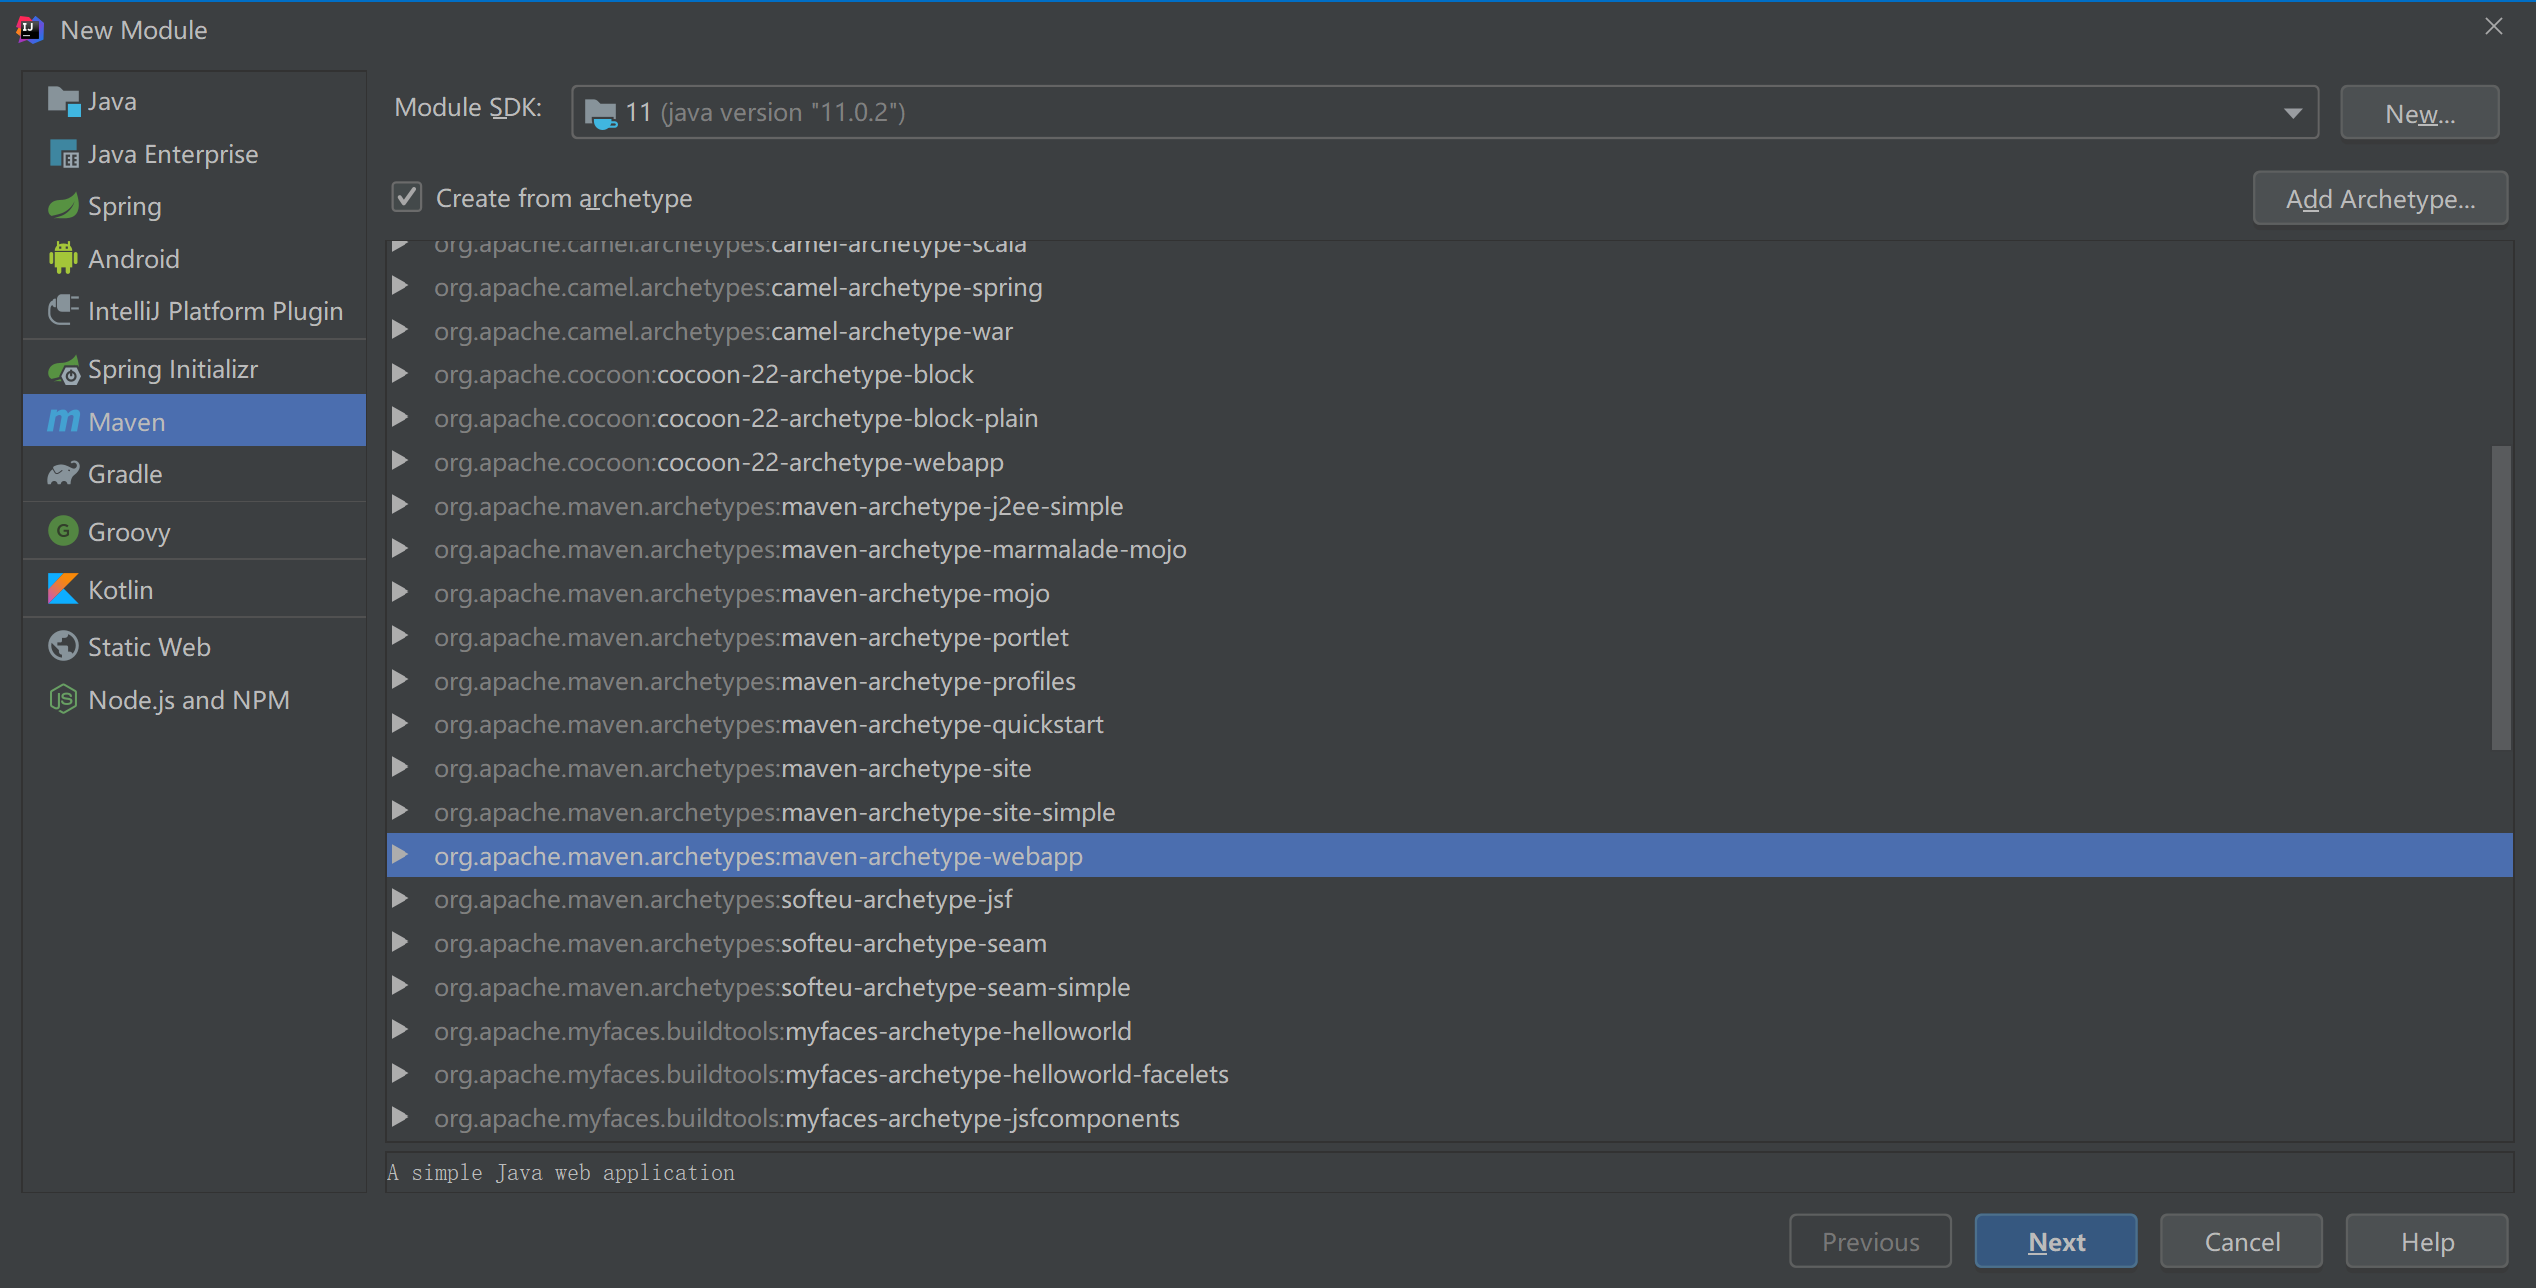 New Module
Java
Java Enterprise
Spring
Android
IntelliJ Platform Plugin
Spring Initializr
Maven
Gradle
Groovy
Kotlin
Static Web
Node.js and NPM
Module SDK: 11 (java version "11.0.2") New...
Create from archetype Add Archetype...
org.apache.camel.archetypes:camel-archetype-scala
org.apache.camel.archetypes:camel-archetype-spring
org.apache.camel.archetypes:camel-archetype-war
org.apache.cocoon:cocoon-22-archetype-block
org.apache.cocoon:cocoon-22-archetype-block-plain
org.apache.cocoon:cocoon-22-archetype-webapp
org.apache.maven.archetypes:maven-archetype-j2ee-simple
org.apache.maven.archetypes:maven-archetype-marmalade-mojo
org.apache.maven.archetypes:maven-archetype-mojo
org.apache.maven.archetypes:maven-archetype-portlet
org.apache.maven.archetypes:maven-archetype-profiles
org.apache.maven.archetypes:maven-archetype-quickstart
org.apache.maven.archetypes:maven-archetype-site
org.apache.maven.archetypes:maven-archetype-site-simple
org.apache.maven.archetypes:maven-archetype-webapp
org.apache.maven.archetypes:softeu-archetype-jsf
org.apache.maven.archetypes:softeu-archetype-seam
org.apache.maven.archetypes:softeu-archetype-seam-simple
org.apache.myfaces.buildtools:myfaces-archetype-helloworld
org.apache.myfaces.buildtools:myfaces-archetype-helloworld-facelets
org.apache.myfaces.buildtools:myfaces-archetype-jsfcomponents
A simple Java web application
Previous Next Cancel Help